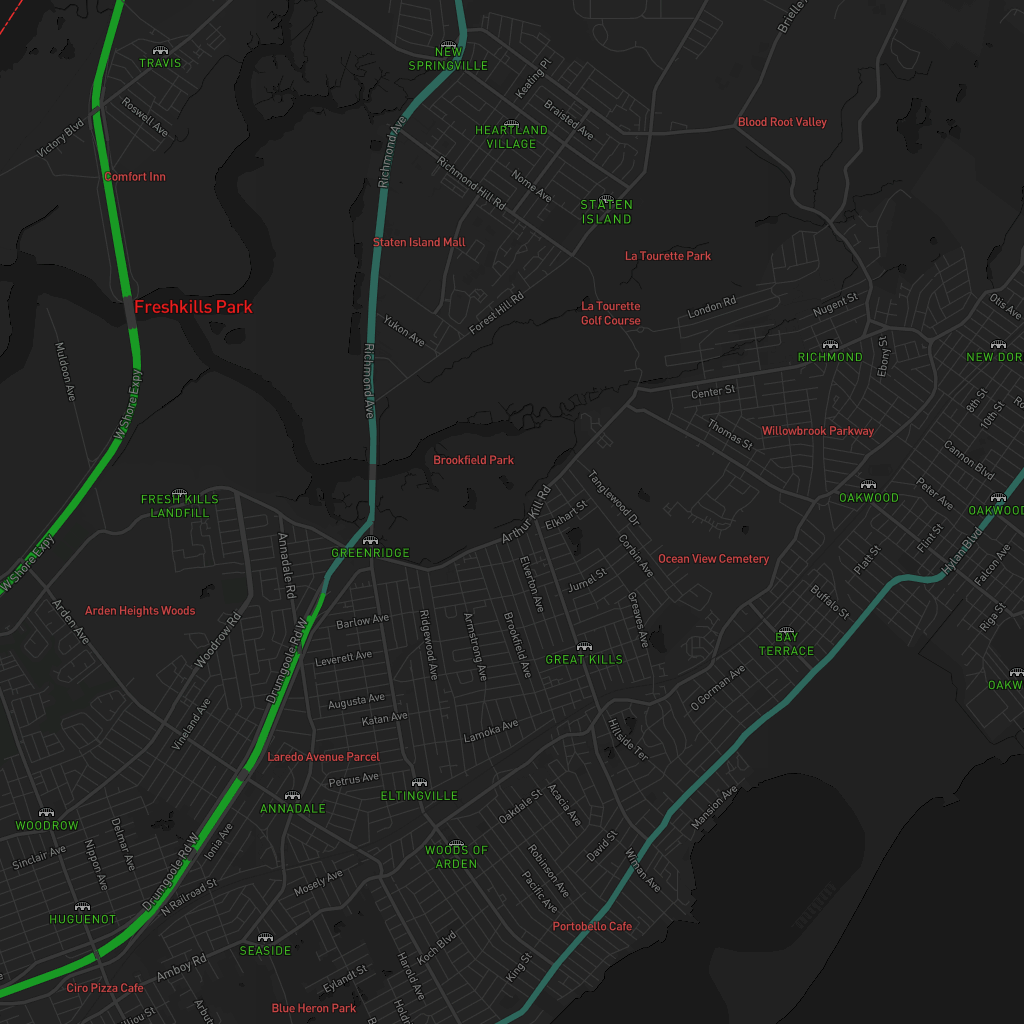 Brielle
NEW
SPRINGVILLE
TRAVIS
Keating Pl
Roswell Ave
Victory Blvd
Braisted Ave
HEARTLAND
VILLAGE
Blood Root Valley
Richmond Ave
Comfort Inn
Richmond Hill Rd
Nome Ave
STATEN
ISLAND
Staten Island Mall
La Tourette Park
Freshkills Park
La Tourette
Golf Course
London Rd
Nugent St
Otis Ave
Forest Hill Rd
Yukon Ave
Muldoon Ave
RICHMOND
Ebony St
NEW DOR
Richmond Ave
W Shore Expy
Center St
8th St
10th St
Thomas St
Willowbrook Parkway
Brookfield Park
Cannon Blvd
FRESH KILLS
LANDFILL
Tanglewood Dr
Arthur Kill Rd
Elkhart St
Peter Ave
OAKWOOD
OAKWOOD
Flint St
Platt St
Hylan Blvd
Falcon Ave
GREENRIDGE
Annadale Rd
Corbin Ave
Ocean View Cemetery
W Shore Expy
Elverton Ave
Jumel St
Arden Heights Woods
Arden Ave
Woodrow Rd
Drumgoole Rd W
Barlow Ave
Ridgewood Ave
Armstrong Ave
Brookfield Ave
Greaves Ave
Buffalo St
Riga St
BAY
TERRACE
Leverett Ave
GREAT KILLS
OAKW
O Gorman Ave
Augusta Ave
Katan Ave
Vineland Ave
Lamoka Ave
Hillside Ter
Laredo Avenue Parcel
Petrus Ave
ELTINGVILLE
ANNADALE
Oakdale St
Acacia Ave
Mansion Ave
WOODROW
Delmar Ave
Nippon Ave
Sinclair Ave
Ionia Ave
Drumgoole Rd W
WOODS OF
ARDEN
David St
Wiman Ave
Robinson Ave
Pacific Ave
Mosely Ave
N Railroad St
HUGUENOT
Portobello Cafe
SEASIDE
Koch Blvd
Harold Ave
King St
Amboy Rd
Eylandt St
Ciro Pizza Cafe
Blue Heron Park